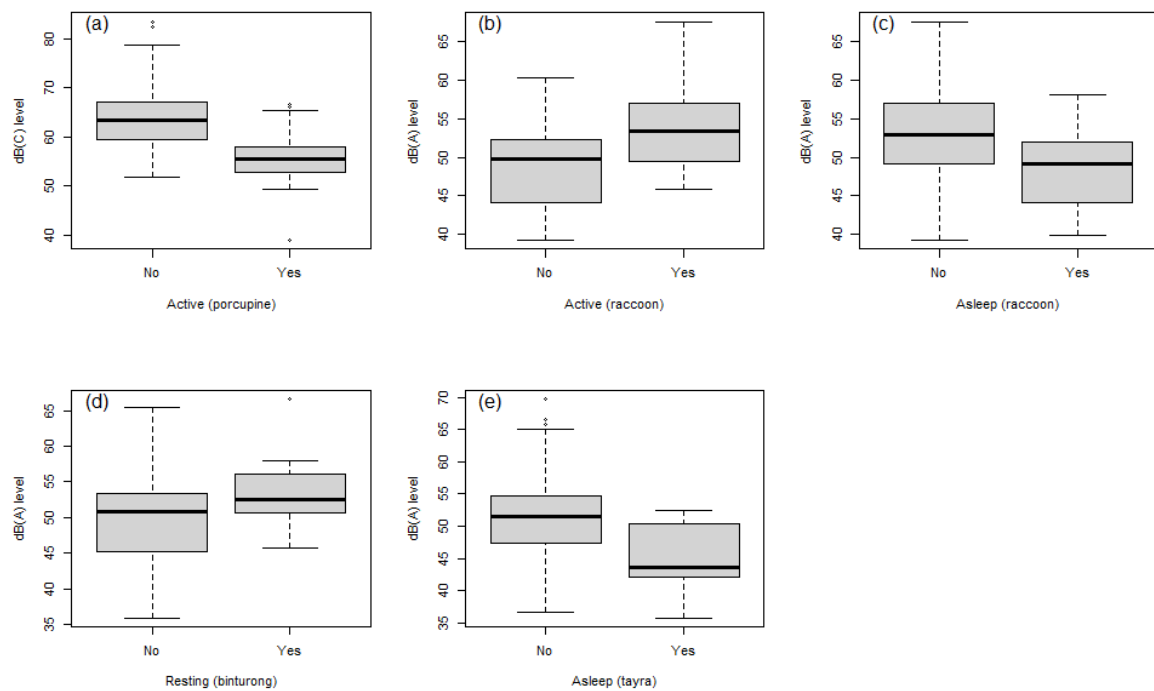 (a)
80
70
60
50
40
dB(C) level
No Yes
Active (porcupine)
(b)
65
60
55
50
45
40
dB(A) level
No Yes
Active (raccoon)
(c)
65
60
55
50
45
40
dB(A) level
No Yes
Asleep (raccoon)
(d)
65
60
55
50
45
40
35
dB(A) level
No Yes
Resting (binturong)
(e)
70
65
60
55
50
45
40
35
dB(A) level
No Yes
Asleep (tayra)